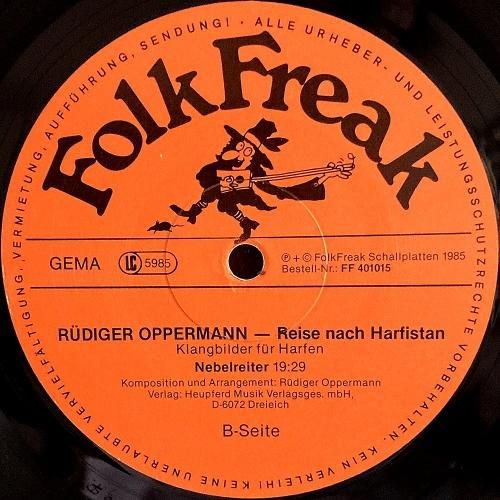 FolkFreak
ALLE URHEBER- UND LEISTUNGSSCHUTZRECHTE VORBEHALTEN. KEIN VERLEIH! KEINE UNERLAUBTE VERVIELFÄLTIGUNG, VERMIETUNG, AUFFÜHRUNG, SENDUNG! ·
GEMA
LC 5985
℗ + © FolkFreak Schallplatten 1985
Bestell-Nr.: FF 401015
RÜDIGER OPPERMANN — Reise nach Harfistan
Klangbilder für Harfen
Nebelreiter 19:29
Komposition und Arrangement: Rüdiger Oppermann
Verlag: Heupferd Musik Verlagsges. mbH,
D-6072 Dreieich
B-Seite